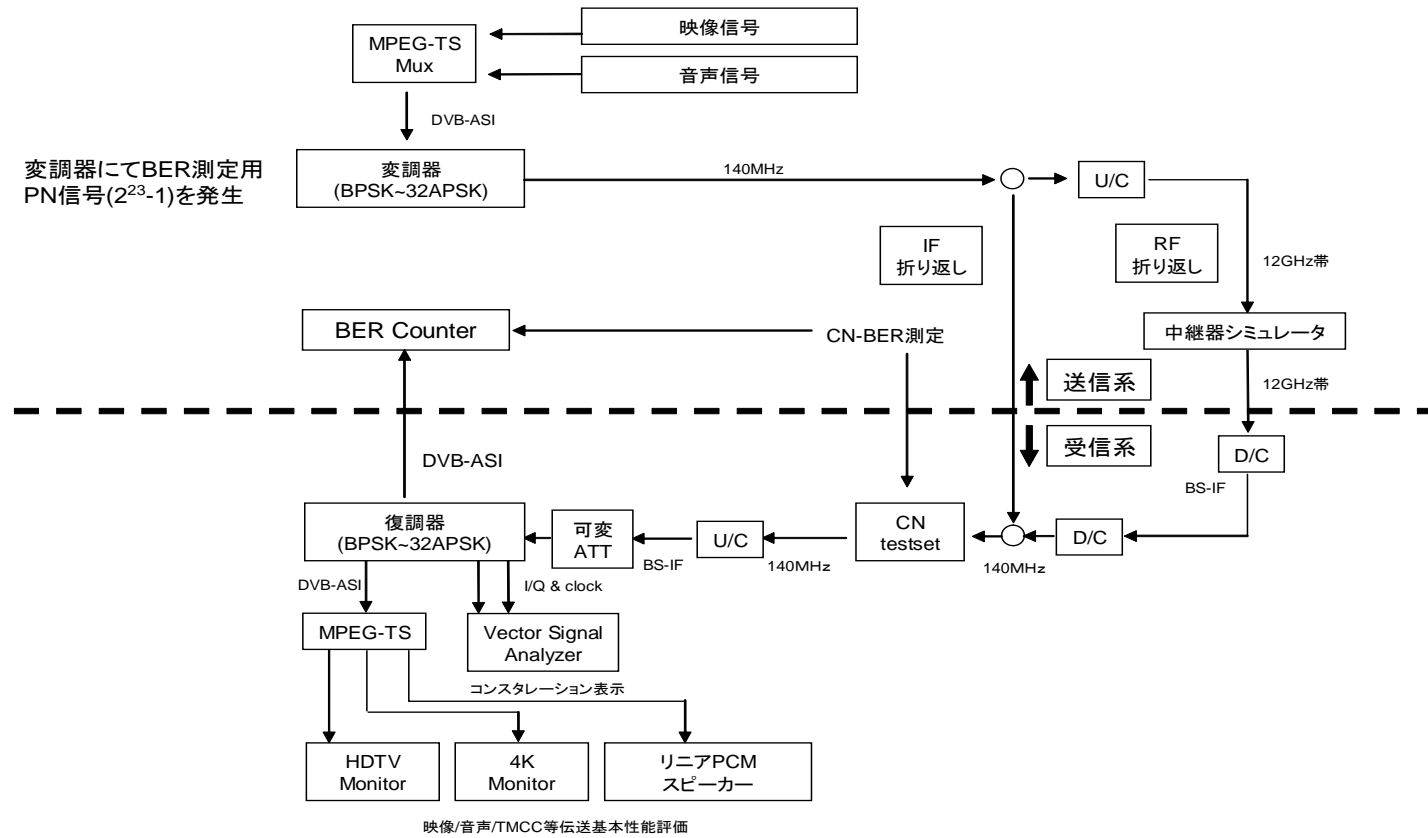 映像信号
MPEG-TS
Mux
音声信号
DVB-ASI
変調器にてBER測定用
PN信号(2²³-1)を発生
変調器
(BPSK~32APSK)
140MHz
U/C
IF
折り返し
RF
折り返し
12GHz帯
BER Counter
CN-BER測定
中継器シミュレータ
送信系
12GHz帯
受信系
D/C
DVB-ASI
BS-IF
復調器
(BPSK~32APSK)
可変
ATT
U/C
CN
testset
D/C
BS-IF
140MHz
140MHz
DVB-ASI
I/Q & clock
MPEG-TS
Vector Signal
Analyzer
コンスタレーション表示
HDTV
Monitor
4K
Monitor
リニアPCM
スピーカー
映像/音声/TMCC等伝送基本性能評価